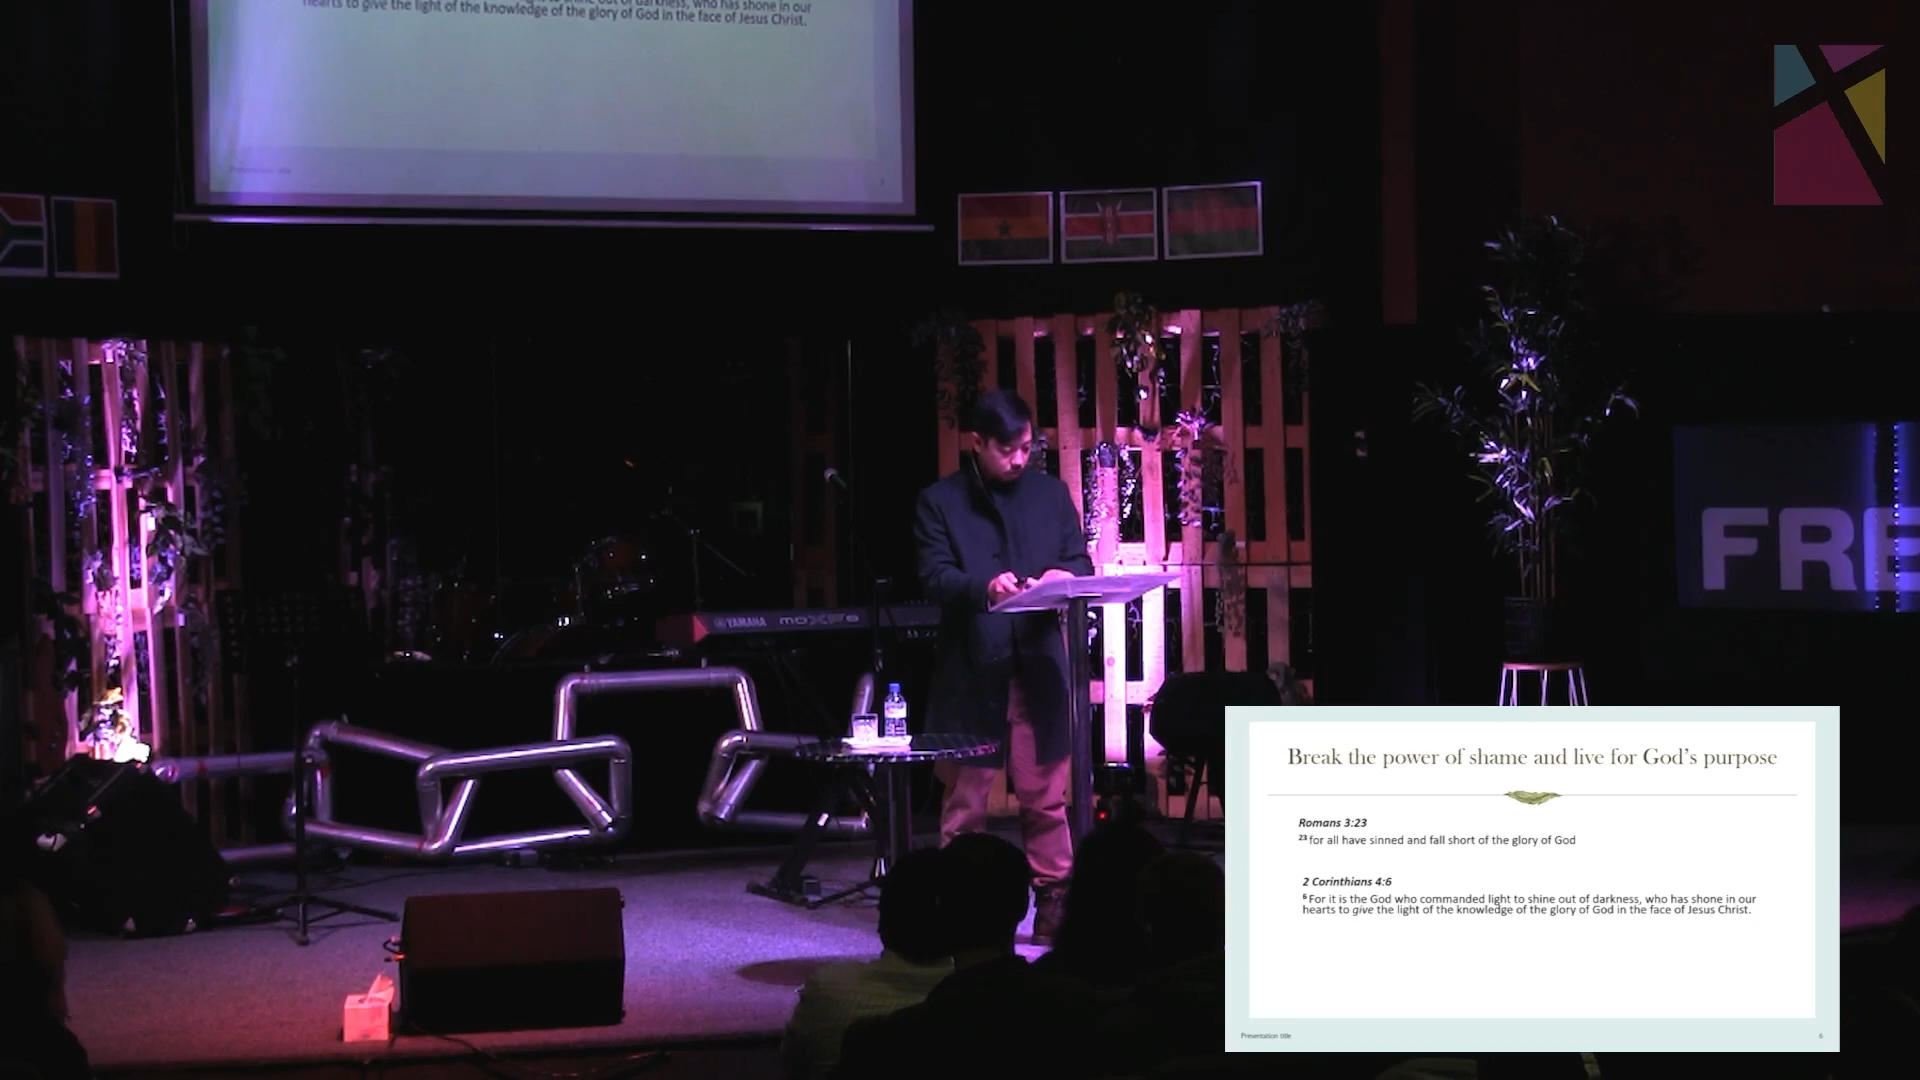 hearts to give the light of the knowledge of the glory of God in the face of Jesus Christ.
Presentation title
YAMAHA MOXF8
FRE
Break the power of shame and live for God's purpose
Romans 3:23
23 for all have sinned and fall short of the glory of God
2 Corinthians 4:6
6 For it is the God who commanded light to shine out of darkness, who has shone in our
hearts to give the light of the knowledge of the glory of God in the face of Jesus Christ.
Presentation title
6